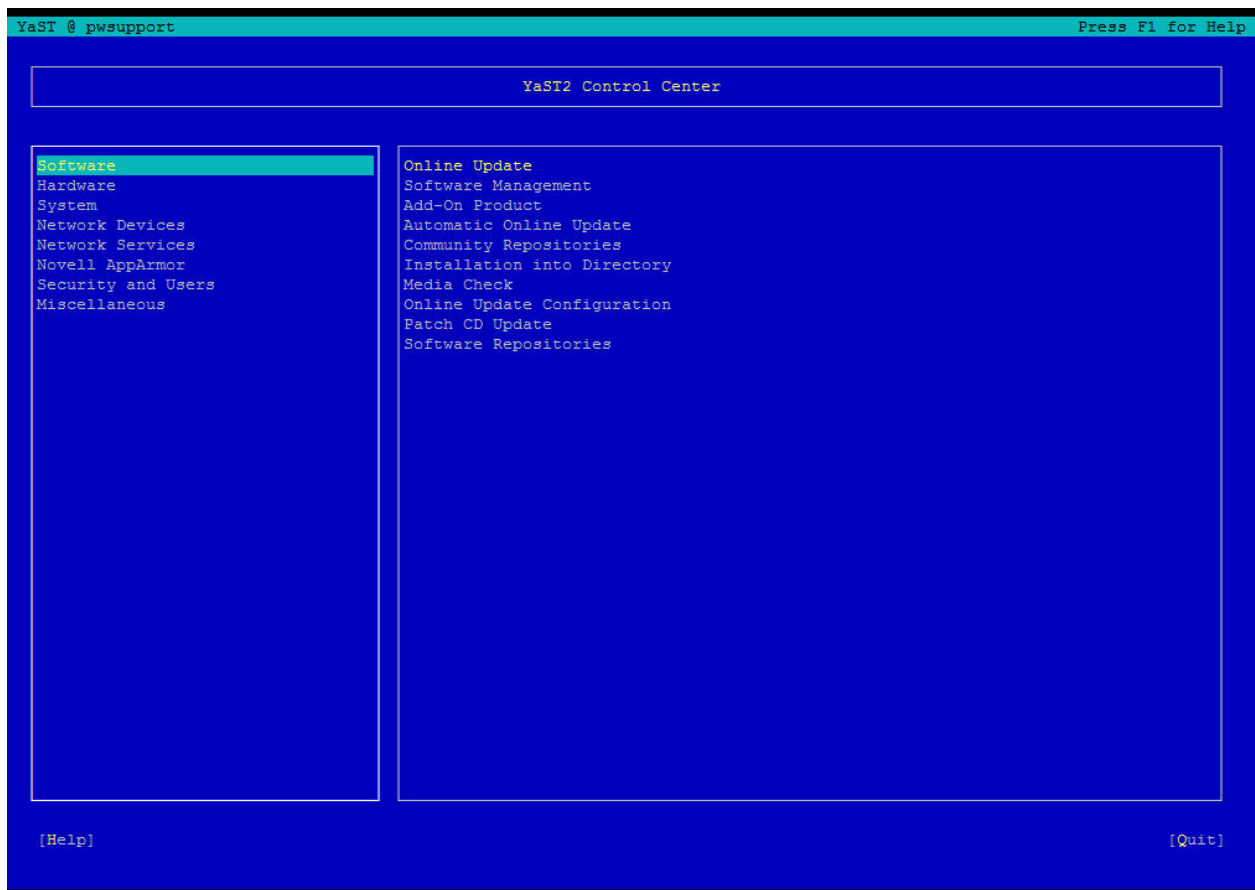 YaST @ pwsupport Press F1 for Help
YaST2 Control Center
Software
Hardware
System
Network Devices
Network Services
Novell AppArmor
Security and Users
Miscellaneous
Online Update
Software Management
Add-On Product
Automatic Online Update
Community Repositories
Installation into Directory
Media Check
Online Update Configuration
Patch CD Update
Software Repositories
[Help] [Quit]